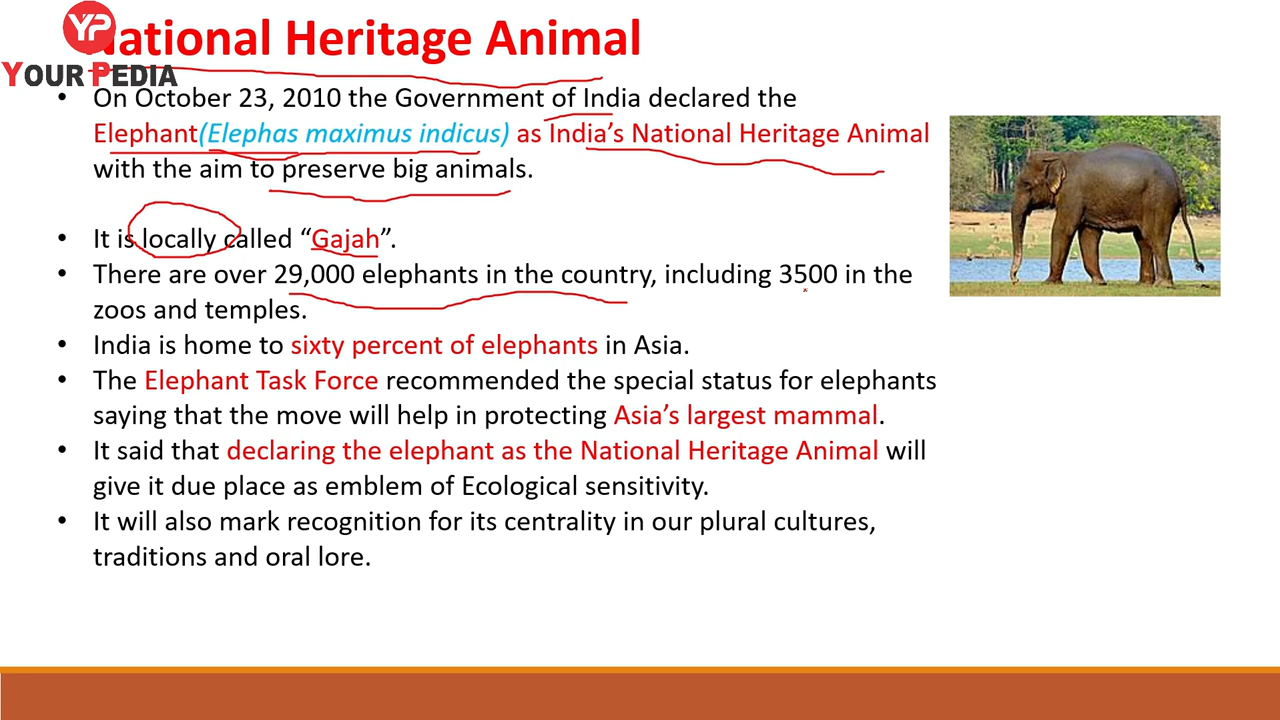 YP
YOUR PEDIA
National Heritage Animal
• On October 23, 2010 the Government of India declared the
Elephant(Elephas maximus indicus) as India’s National Heritage Animal
with the aim to preserve big animals.
• It is locally called “Gajah”.
• There are over 29,000 elephants in the country, including 3500 in the
zoos and temples.
• India is home to sixty percent of elephants in Asia.
• The Elephant Task Force recommended the special status for elephants
saying that the move will help in protecting Asia’s largest mammal.
• It said that declaring the elephant as the National Heritage Animal will
give it due place as emblem of Ecological sensitivity.
• It will also mark recognition for its centrality in our plural cultures,
traditions and oral lore.